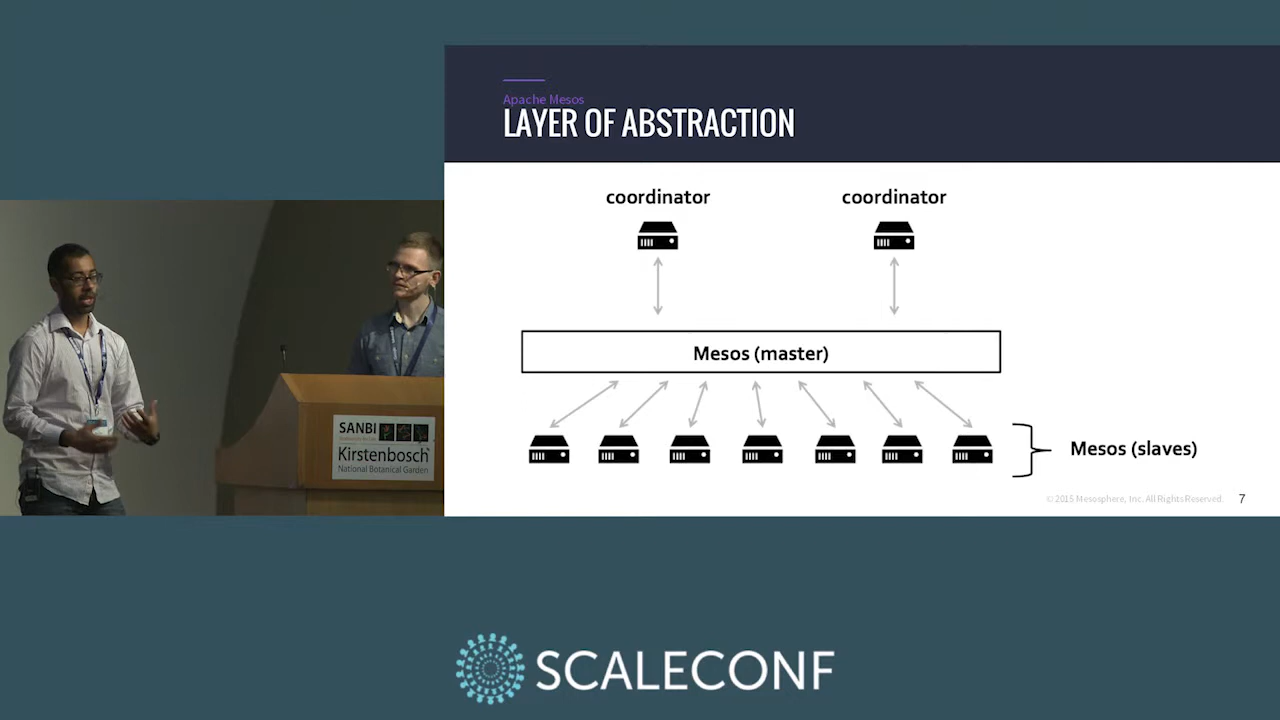 Apache Mesos
LAYER OF ABSTRACTION
coordinator coordinator
Mesos (master)
Mesos (slaves)
© 2015 Mesosphere, Inc. All Rights Reserved. 7
SANBI
Kirstenbosch
National Botanical Garden
SCALECONF